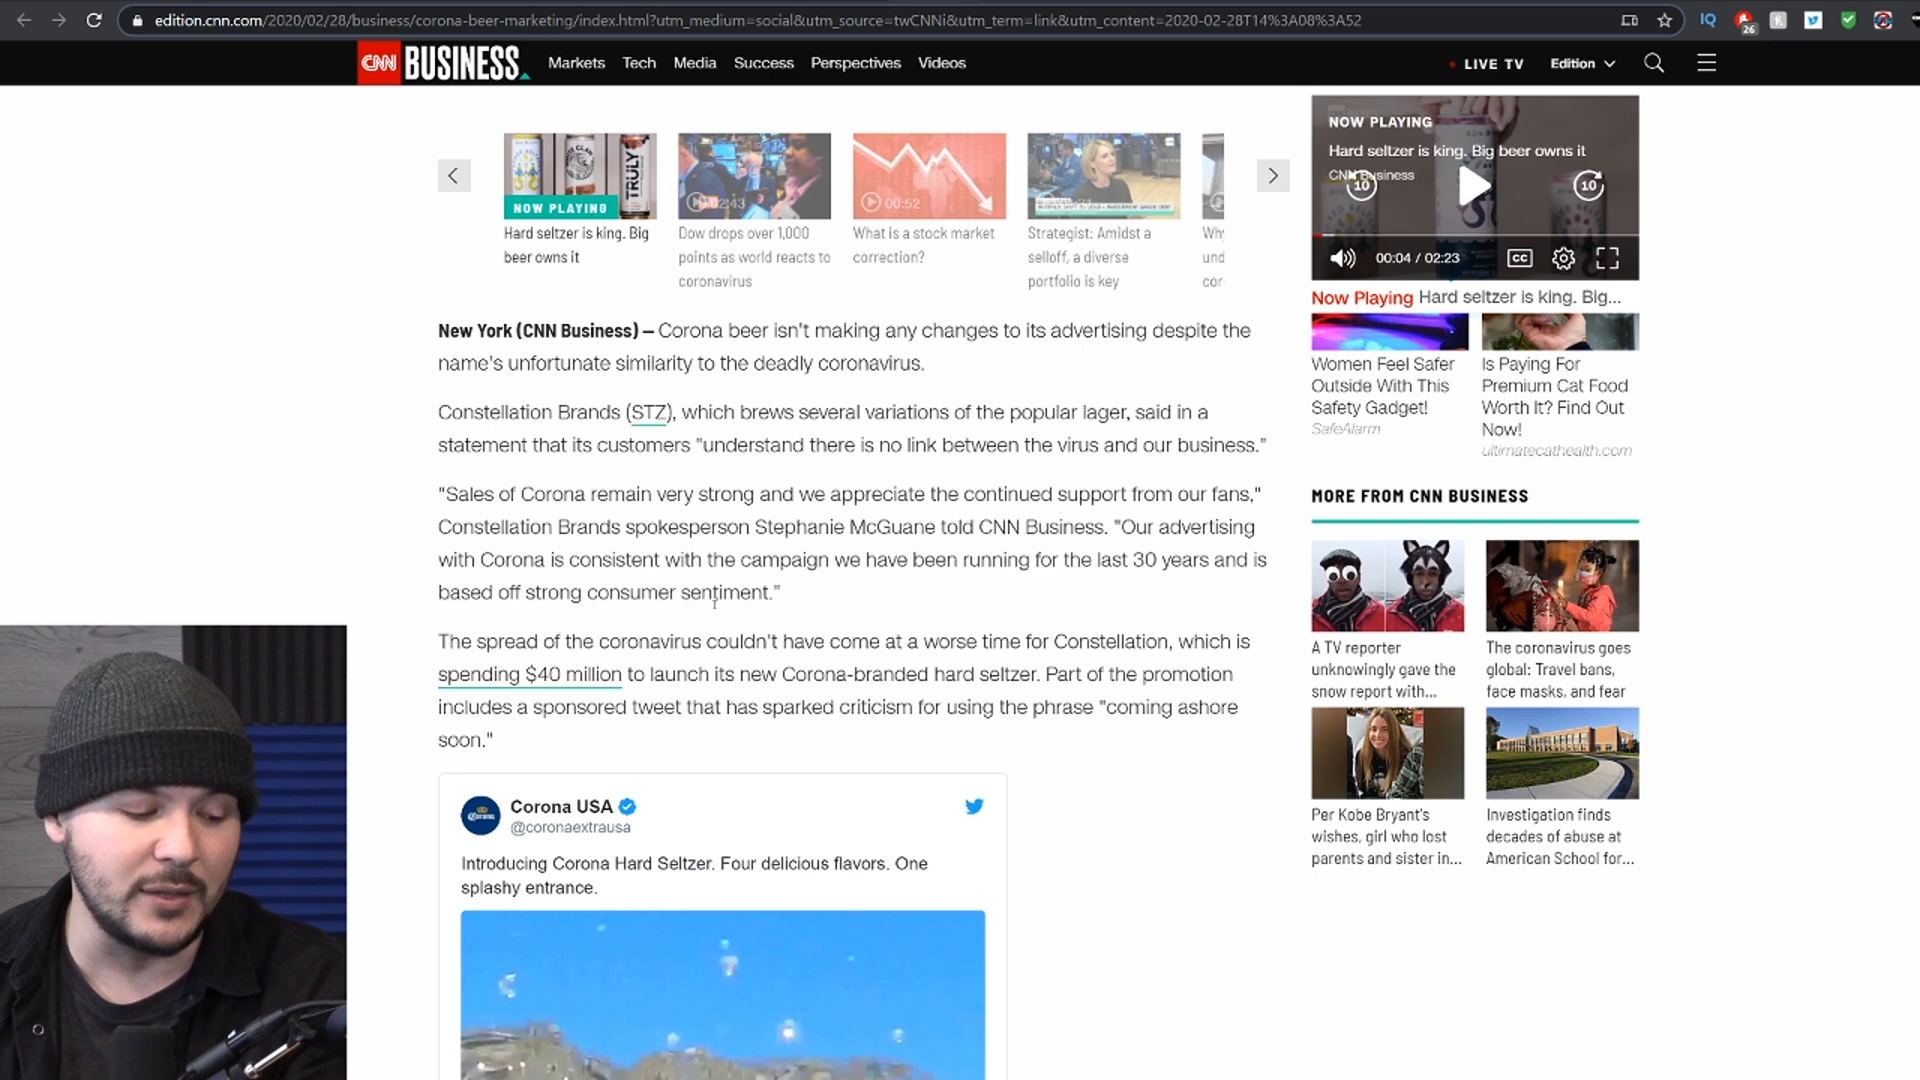 edition.cnn.com/2020/02/28/business/corona-beer-marketing/index.html?utm_medium=social&utm_source=twCNNi&utm_term=link&utm_content=2020-02-28T14%3A08%3A52
IQ
26
CNN BUSINESS
Markets Tech Media Success Perspectives Videos
LIVE TV Edition
WHITE CLAW
TRULY
NOW PLAYING
02:43
00:52
Hard seltzer is king. Big
beer owns it
Dow drops over 1,000
points as world reacts to
coronavirus
What is a stock market
correction?
Strategist: Amidst a
selloff, a diverse
portfolio is key
Why
und
cor
NOW PLAYING
Hard seltzer is king. Big beer owns it
CNN Business
10
10
00:04 / 02:23
CC
Now Playing Hard seltzer is king. Big...
Women Feel Safer
Outside With This
Safety Gadget!
SafeAlarm
Is Paying For
Premium Cat Food
Worth It? Find Out
Now!
ultimatecathealth.com
New York (CNN Business) — Corona beer isn't making any changes to its advertising despite the
name's unfortunate similarity to the deadly coronavirus.
Constellation Brands (STZ), which brews several variations of the popular lager, said in a
statement that its customers "understand there is no link between the virus and our business."
"Sales of Corona remain very strong and we appreciate the continued support from our fans,"
Constellation Brands spokesperson Stephanie McGuane told CNN Business. "Our advertising
with Corona is consistent with the campaign we have been running for the last 30 years and is
based off strong consumer sentiment."
The spread of the coronavirus couldn't have come at a worse time for Constellation, which is
spending $40 million to launch its new Corona-branded hard seltzer. Part of the promotion
includes a sponsored tweet that has sparked criticism for using the phrase "coming ashore
soon."
Corona USA
@coronaextrausa
Introducing Corona Hard Seltzer. Four delicious flavors. One
splashy entrance.
MORE FROM CNN BUSINESS
A TV reporter
unknowingly gave the
snow report with...
The coronavirus goes
global: Travel bans,
face masks, and fear
Per Kobe Bryant's
wishes, girl who lost
parents and sister in...
Investigation finds
decades of abuse at
American School for...